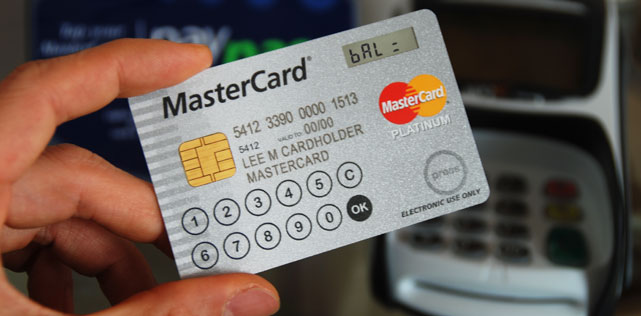 MasterCard®
bAL =
5412 3390 0000 1513
5412 VALID TO: 00/00
LEE M CARDHOLDER
MASTERCARD
MasterCard
PLATINUM
1 2 3 4 5 C
6 7 8 9 0 OK
ELECTRONIC USE ONLY